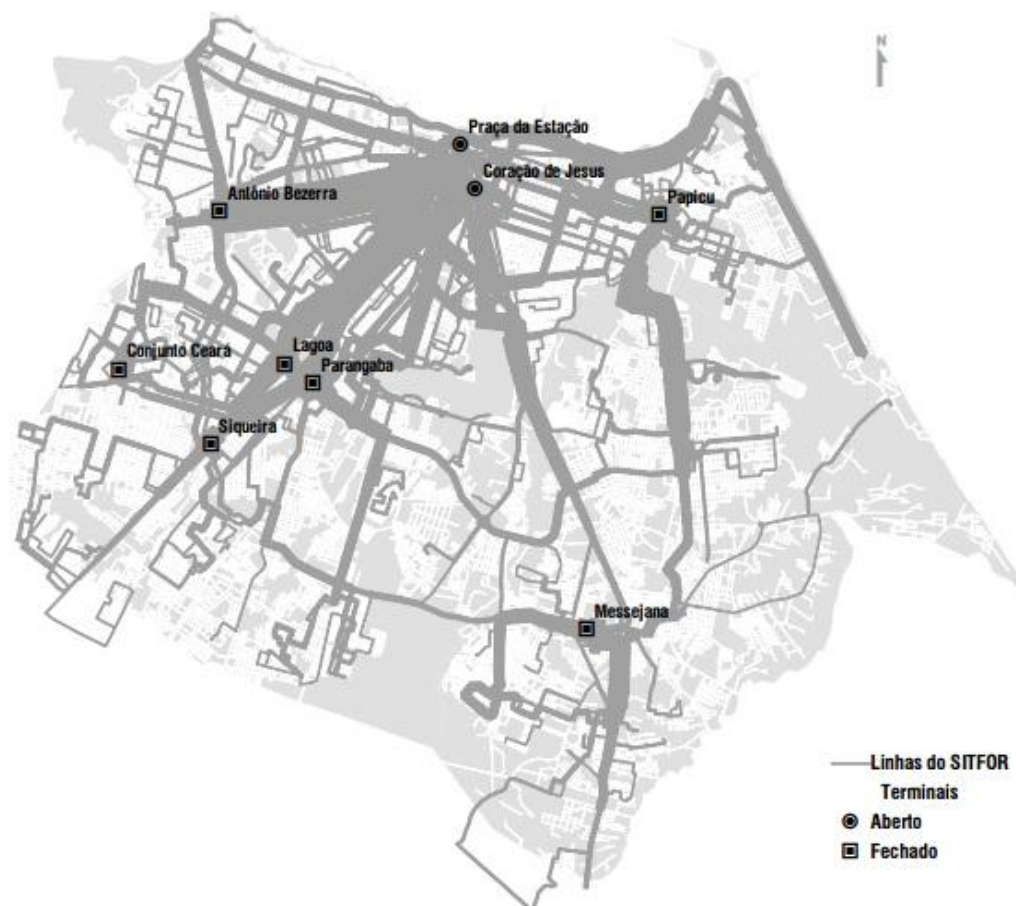 N
Praça da Estação
Coração de Jesus
Antônio Bezerra
Papicu
Lagoa
Conjunto Ceará
Parangaba
Siqueira
Messejana
Linhas do SITFOR
Terminais
Aberto
Fechado